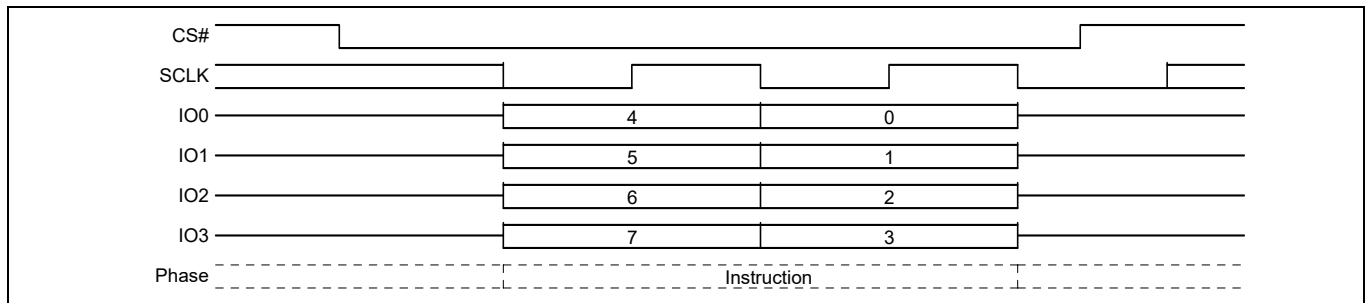 CS#
SCLK
IO0 4 0
IO1 5 1
IO2 6 2
IO3 7 3
Phase Instruction